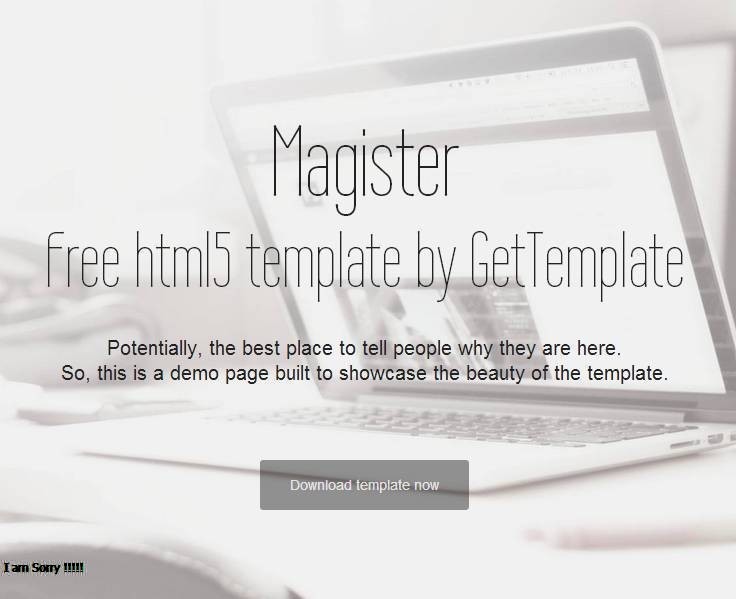 Magister
Free html5 template by GetTemplate
Potentially, the best place to tell people why they are here.
So, this is a demo page built to showcase the beauty of the template.
Download template now
I am Sorry !!!!!